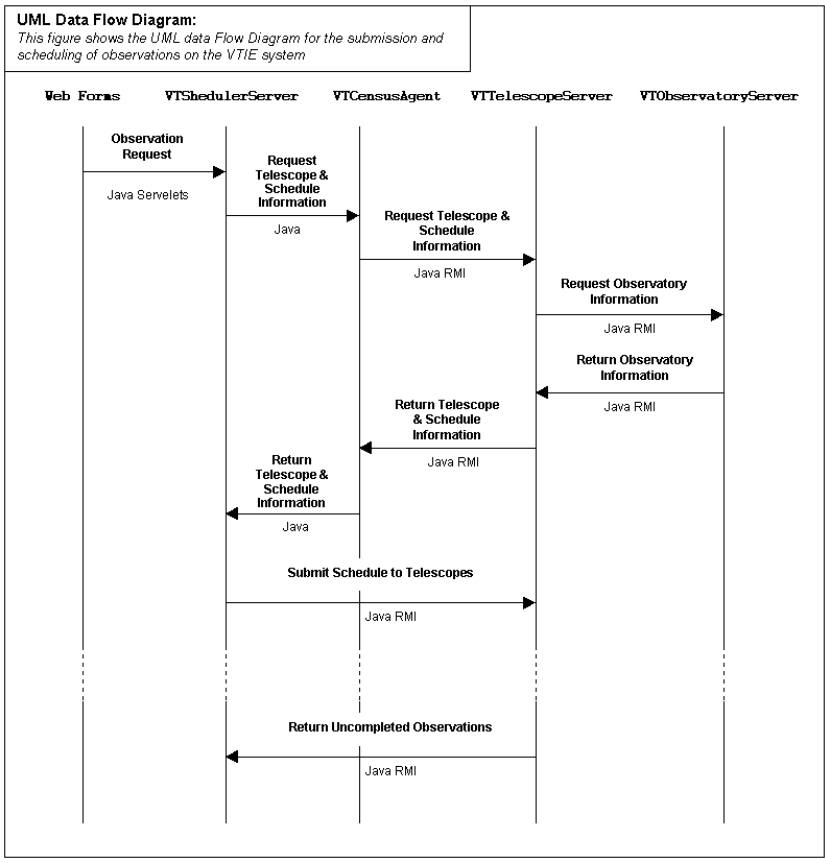 UML Data Flow Diagram:
This figure shows the UML data Flow Diagram for the submission and
scheduling of observations on the VTIE system
Web Forms VTShedulerServer VTCensusAgent VTTelescopeServer VTObservatoryServer
Observation
Request
Java Servelets
Request
Telescope &
Schedule
Information
Java
Request Telescope &
Schedule
Information
Java RMI
Request Observatory
Information
Java RMI
Return Observatory
Information
Java RMI
Return Telescope
& Schedule
Information
Java RMI
Return
Telescope &
Schedule
Information
Java
Submit Schedule to Telescopes
Java RMI
Return Uncompleted Observations
Java RMI